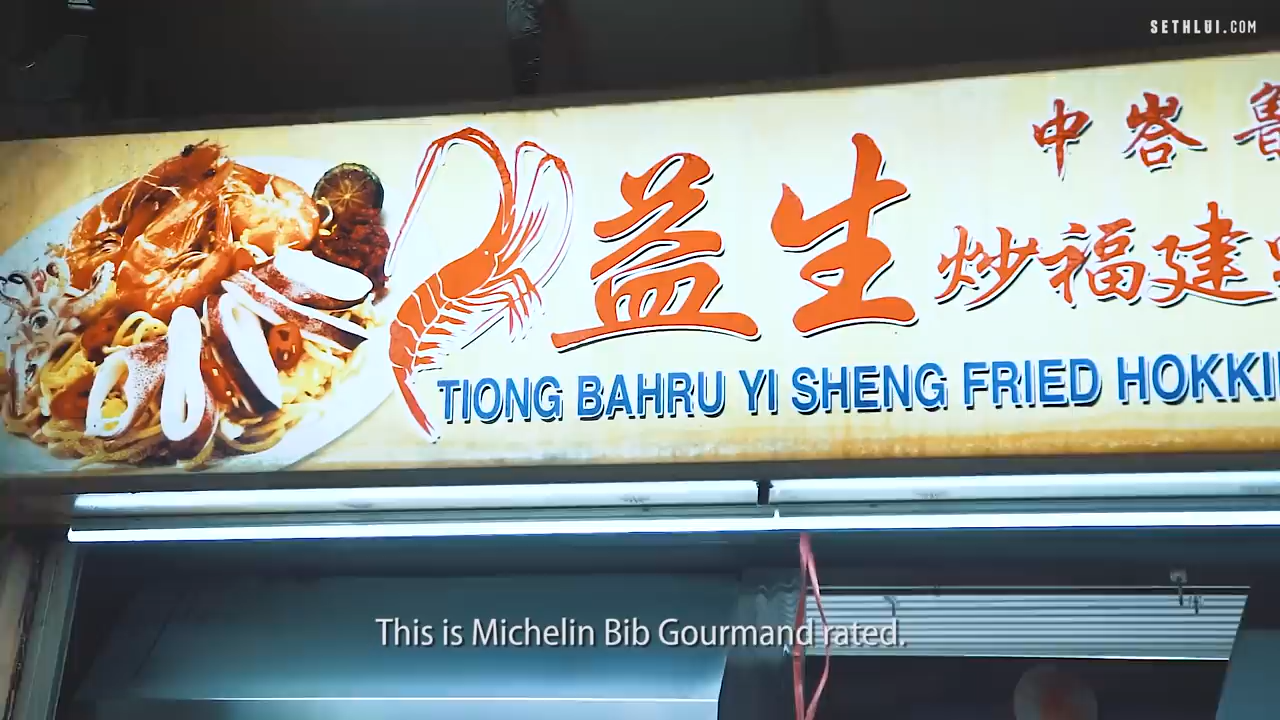 SETHLUI.COM
中峇
益生
炒福建
TIONG BAHRU YI SHENG FRIED
This is Michelin Bib Gourmand rated.